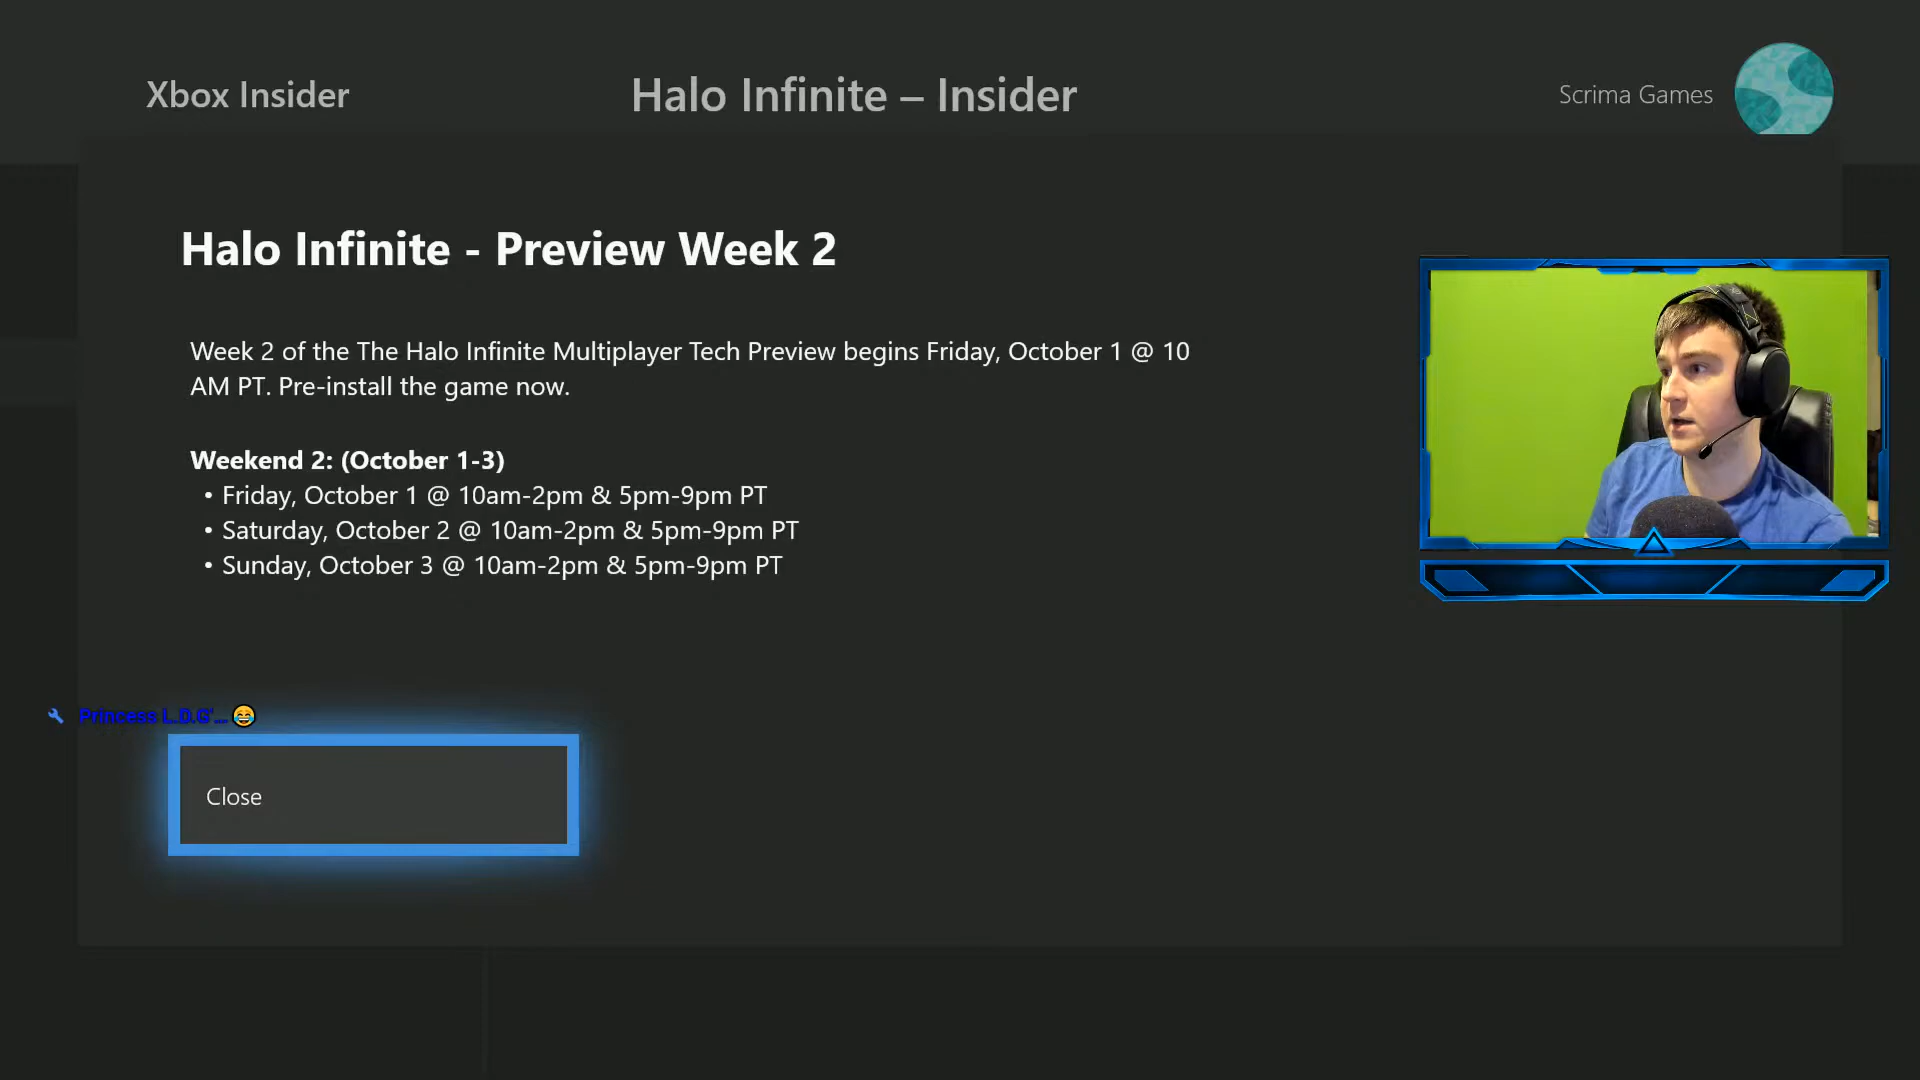 Xbox Insider
Halo Infinite – Insider
Scrima Games
Halo Infinite - Preview Week 2
Week 2 of the The Halo Infinite Multiplayer Tech Preview begins Friday, October 1 @ 10
AM PT. Pre-install the game now.
Weekend 2: (October 1-3)
• Friday, October 1 @ 10am-2pm & 5pm-9pm PT
• Saturday, October 2 @ 10am-2pm & 5pm-9pm PT
• Sunday, October 3 @ 10am-2pm & 5pm-9pm PT
Princess L.D.G'... 😂
Close